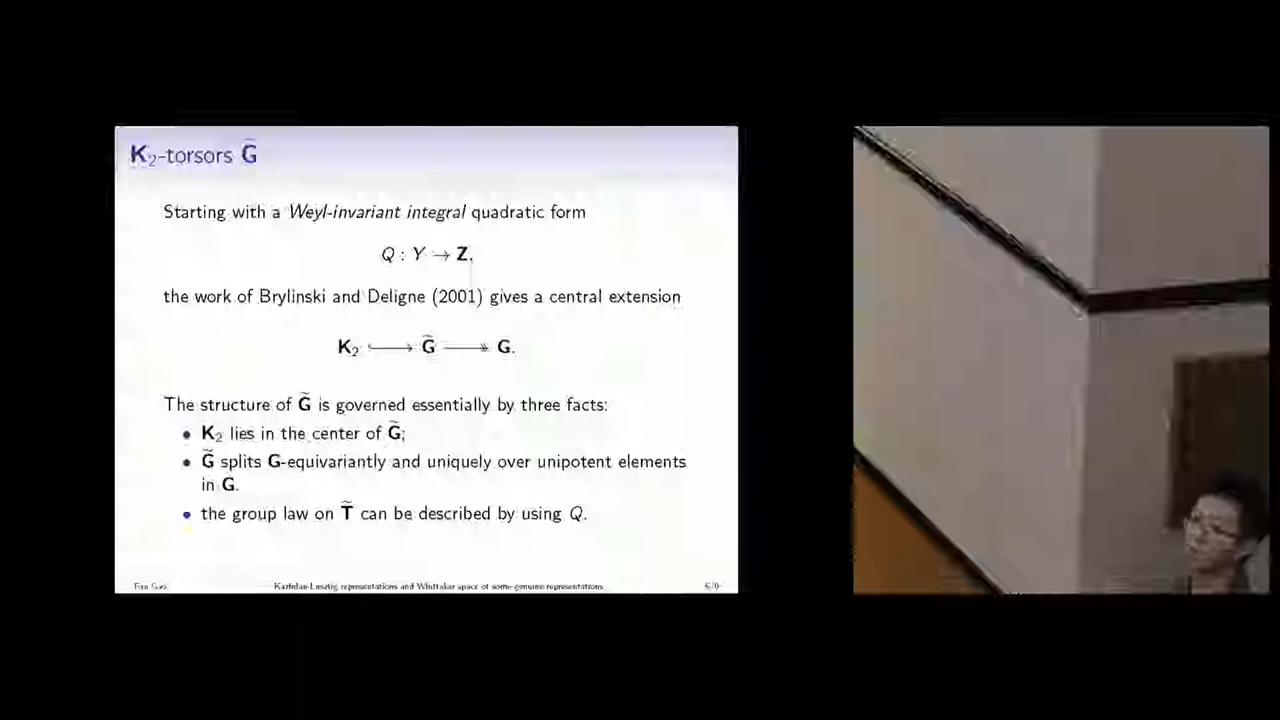 K₂-torsors G̃
Starting with a Weyl-invariant integral quadratic form
Q : Y → Z,
the work of Brylinski and Deligne (2001) gives a central extension
K₂ ↪ G̃ ↠ G.
The structure of G̃ is governed essentially by three facts:
• K₂ lies in the center of G̃;
• G̃ splits G-equivariantly and uniquely over unipotent elements
in G.
• the group law on T̃ can be described by using Q.
Kazhdan-Lusztig representations and Whittaker space of some genuine representations